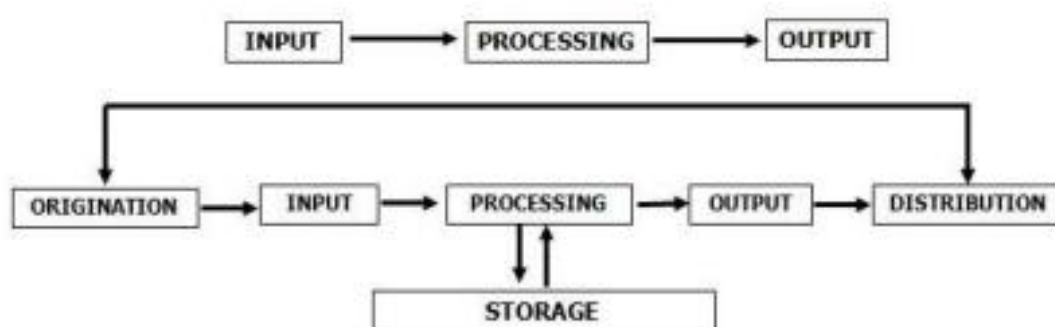 INPUT PROCESSING OUTPUT
ORIGINATION INPUT PROCESSING OUTPUT DISTRIBUTION
STORAGE